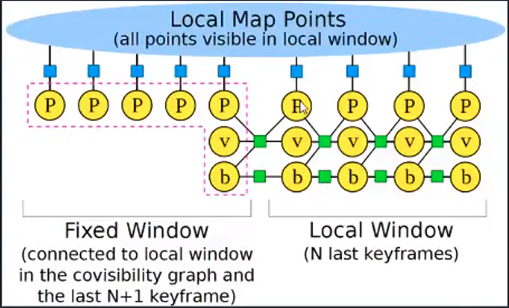 Local Map Points
(all points visible in local window)
P P P P P P P P P
v v v v v
b b b b b
Fixed Window
(connected to local window
in the covisibility graph and
the last N+1 keyframe)
Local Window
(N last keyframes)